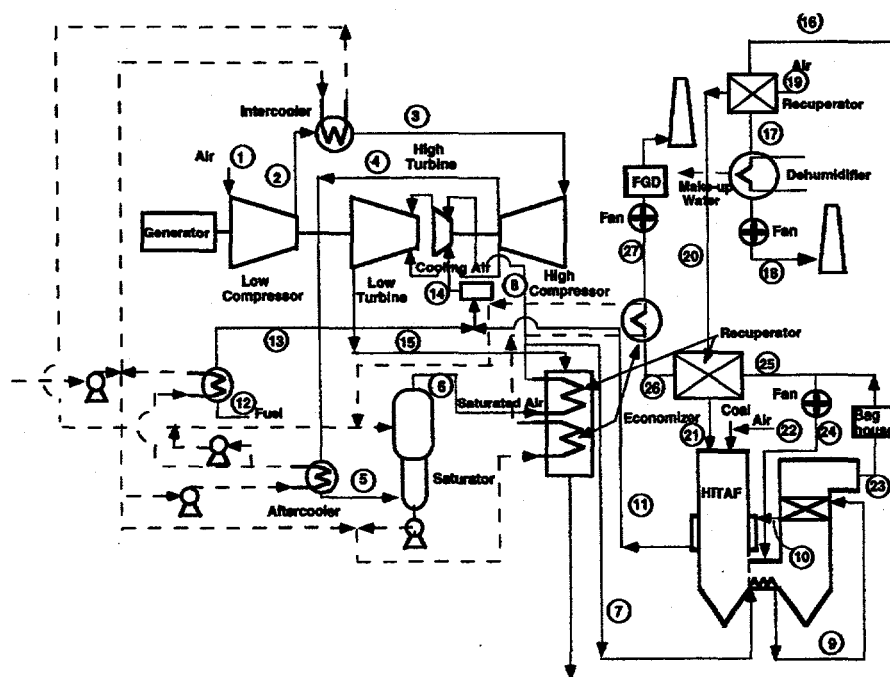 16
Air
19
Recuperator
Intercooler
3
17
Air
1
4
High
Turbine
2
FGD
Make-up
Water
Dehumidifier
Generator
Fan
Fan
27
20
18
Cooling Air
Low
Compressor
Low
Turbine
14
8
High
Compressor
13
15
Recuperator
25
26
6
Saturated Air
12
Fuel
Economizer
Coal
Air
Fan
Bag
house
21
22
24
5
Saturator
HITAF
23
Aftercooler
11
10
7
9